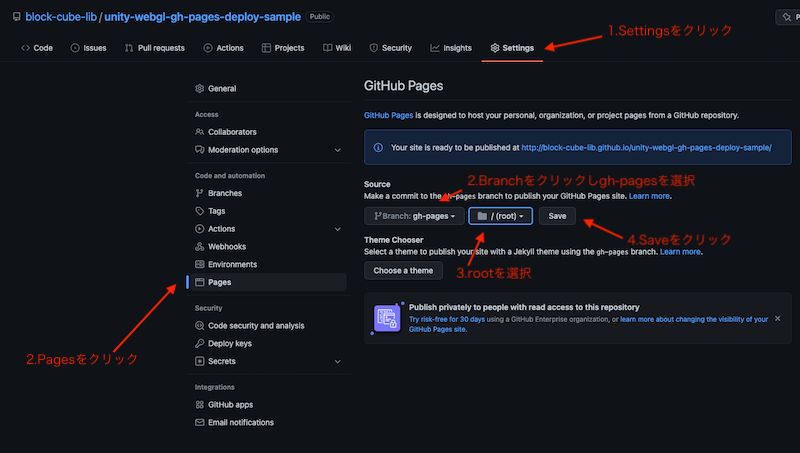 block-cube-lib / unity-webgl-gh-pages-deploy-sample Public
Code Issues Pull requests Actions Projects Wiki Security Insights Settings
1.Settingsをクリック
General
Access
Collaborators
Moderation options
Code and automation
Branches
Tags
Actions
Webhooks
Environments
Pages
Security
Code security and analysis
Deploy keys
Secrets
Integrations
GitHub apps
Email notifications
2.Pagesをクリック
GitHub Pages
GitHub Pages is designed to host your personal, organization, or project pages from a GitHub repository.
Your site is ready to be published at http://block-cube-lib.github.io/unity-webgl-gh-pages-deploy-sample/
Source
2.Branchをクリックしgh-pagesを選択
Make a commit to the gh-pages branch to publish your GitHub Pages site. Learn more.
Branch: gh-pages / (root) Save
4.Saveをクリック
3.rootを選択
Theme Chooser
Select a theme to publish your site with a Jekyll theme using the gh-pages branch. Learn more.
Choose a theme
Publish privately to people with read access to this repository
Try risk-free for 30 days using a GitHub Enterprise organization, or learn more about changing the visibility of your
GitHub Pages site.